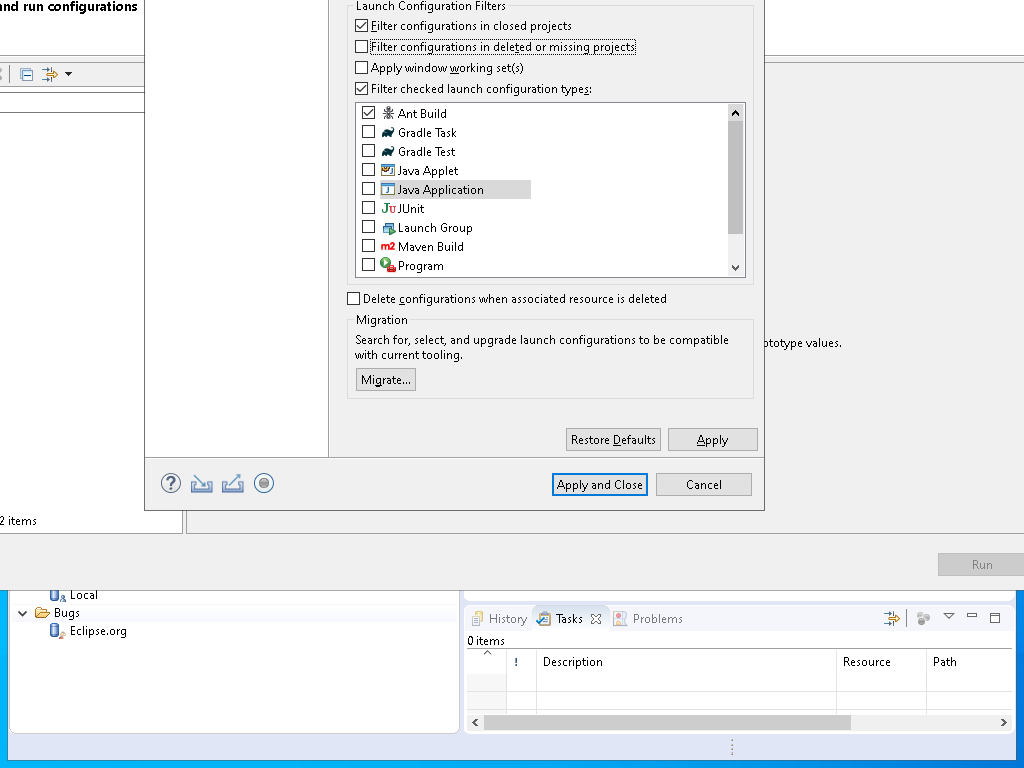 and run configurations
Launch Configuration Filters
Filter configurations in closed projects
Filter configurations in deleted or missing projects
Apply window working set(s)
Filter checked launch configuration types:
Ant Build
Gradle Task
Gradle Test
Java Applet
Java Application
JUnit
Launch Group
Maven Build
Program
Delete configurations when associated resource is deleted
Migration
Search for, select, and upgrade launch configurations to be compatible
with current tooling.
ototype values.
Migrate...
Restore Defaults
Apply
Apply and Close
Cancel
2 items
Run
Local
Bugs
Eclipse.org
History
Tasks
Problems
0 items
!
Description
Resource
Path